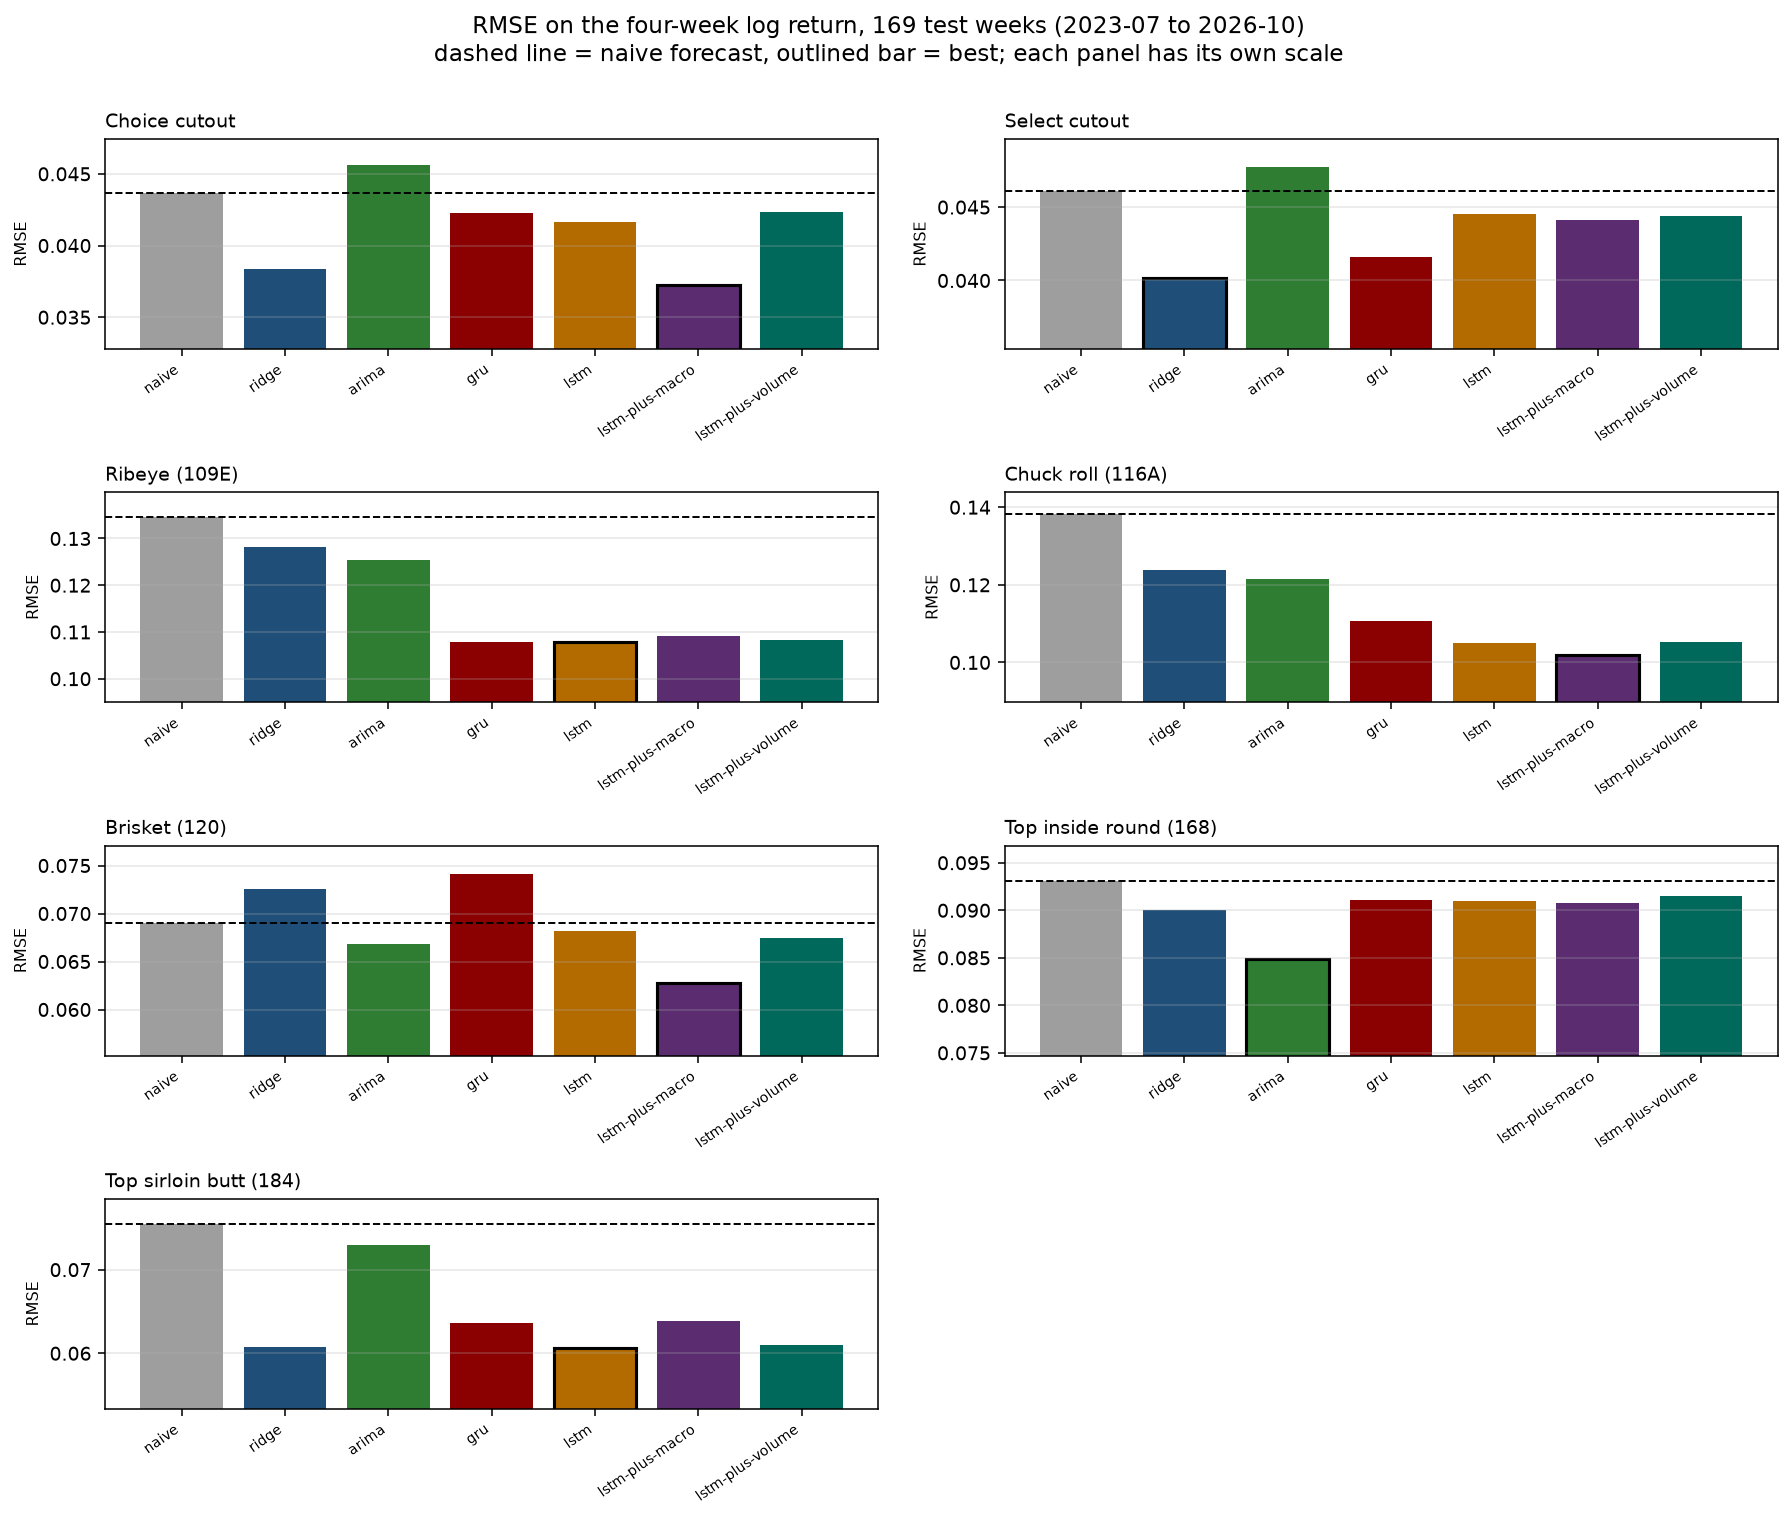 RMSE on the four-week log return, 169 test weeks (2023-07 to 2026-10)
dashed line = naive forecast, outlined bar = best; each panel has its own scale
Choice cutout
0.045
0.040
0.035
RMSE
naive
ridge
arima
gru
lstm
lstm-plus-macro
lstm-plus-volume
Select cutout
0.045
0.040
RMSE
naive
ridge
arima
gru
lstm
lstm-plus-macro
lstm-plus-volume
Ribeye (109E)
0.13
0.12
0.11
0.10
RMSE
naive
ridge
arima
gru
lstm
lstm-plus-macro
lstm-plus-volume
Chuck roll (116A)
0.14
0.12
0.10
RMSE
naive
ridge
arima
gru
lstm
lstm-plus-macro
lstm-plus-volume
Brisket (120)
0.075
0.070
0.065
0.060
RMSE
naive
ridge
arima
gru
lstm
lstm-plus-macro
lstm-plus-volume
Top inside round (168)
0.095
0.090
0.085
0.080
0.075
RMSE
naive
ridge
arima
gru
lstm
lstm-plus-macro
lstm-plus-volume
Top sirloin butt (184)
0.07
0.06
RMSE
naive
ridge
arima
gru
lstm
lstm-plus-macro
lstm-plus-volume